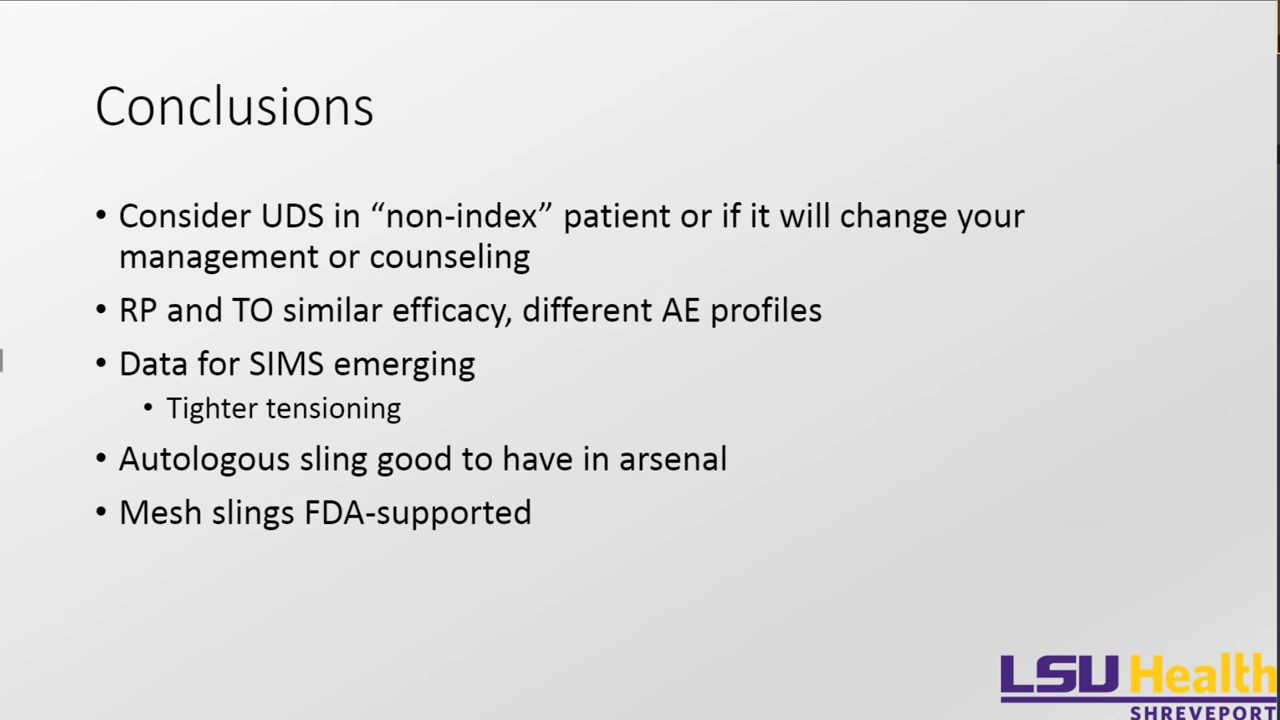 Conclusions
• Consider UDS in “non-index” patient or if it will change your
management or counseling
• RP and TO similar efficacy, different AE profiles
• Data for SIMS emerging
• Tighter tensioning
• Autologous sling good to have in arsenal
• Mesh slings FDA-supported
LSU Health
SHREVEPORT